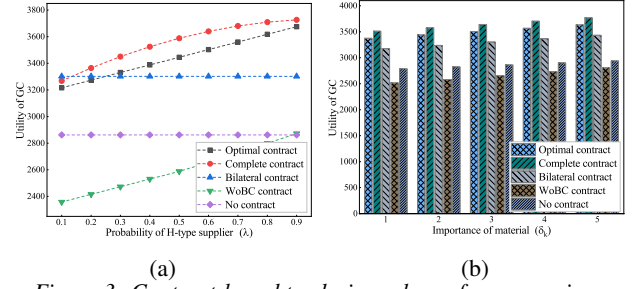 3800
3600
3400
3200
3000
2800
2600
2400
Utility of GC
Optimal contract
Complete contract
Bilateral contract
WoBC contract
No contract
0.1 0.2 0.3 0.4 0.5 0.6 0.7 0.8 0.9
Probability of H-type supplier (λ)
(a)
4000
3500
3000
2500
2000
1500
1000
500
0
Utility of GC
Optimal contract
Complete contract
Bilateral contract
WoBC contract
No contract
1 2 3 4 5
Importance of material (δk)
(b)